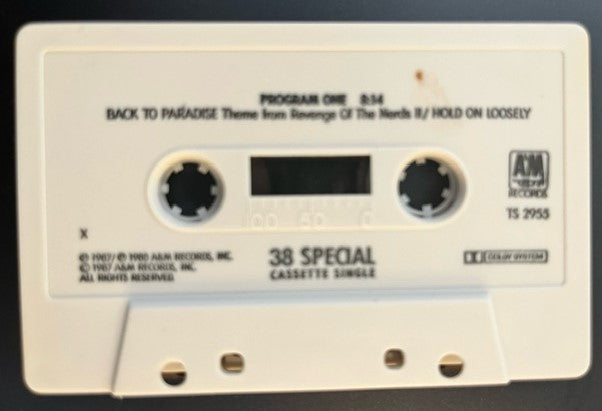 PROGRAM ONE 8:14
BACK TO PARADISE Theme from Revenge Of The Nerds II/ HOLD ON LOOSELY
A&M
RECORDS
TS 2955
100 50 0
X
℗ 1987/ ℗ 1980 A&M RECORDS, INC.
© 1987 A&M RECORDS, INC.
ALL RIGHTS RESERVED
38 SPECIAL
CASSETTE SINGLE
DOLBY SYSTEM